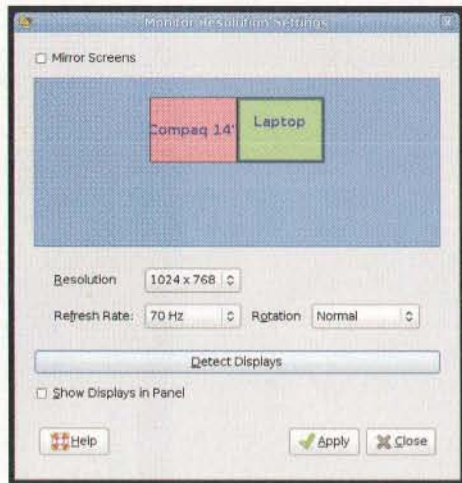 Monitor Resolution Settings
Mirror Screens
Compaq 14"
Laptop
Resolution 1024 x 768
Refresh Rate: 70 Hz Rotation Normal
Detect Displays
Show Displays in Panel
Help Apply Close